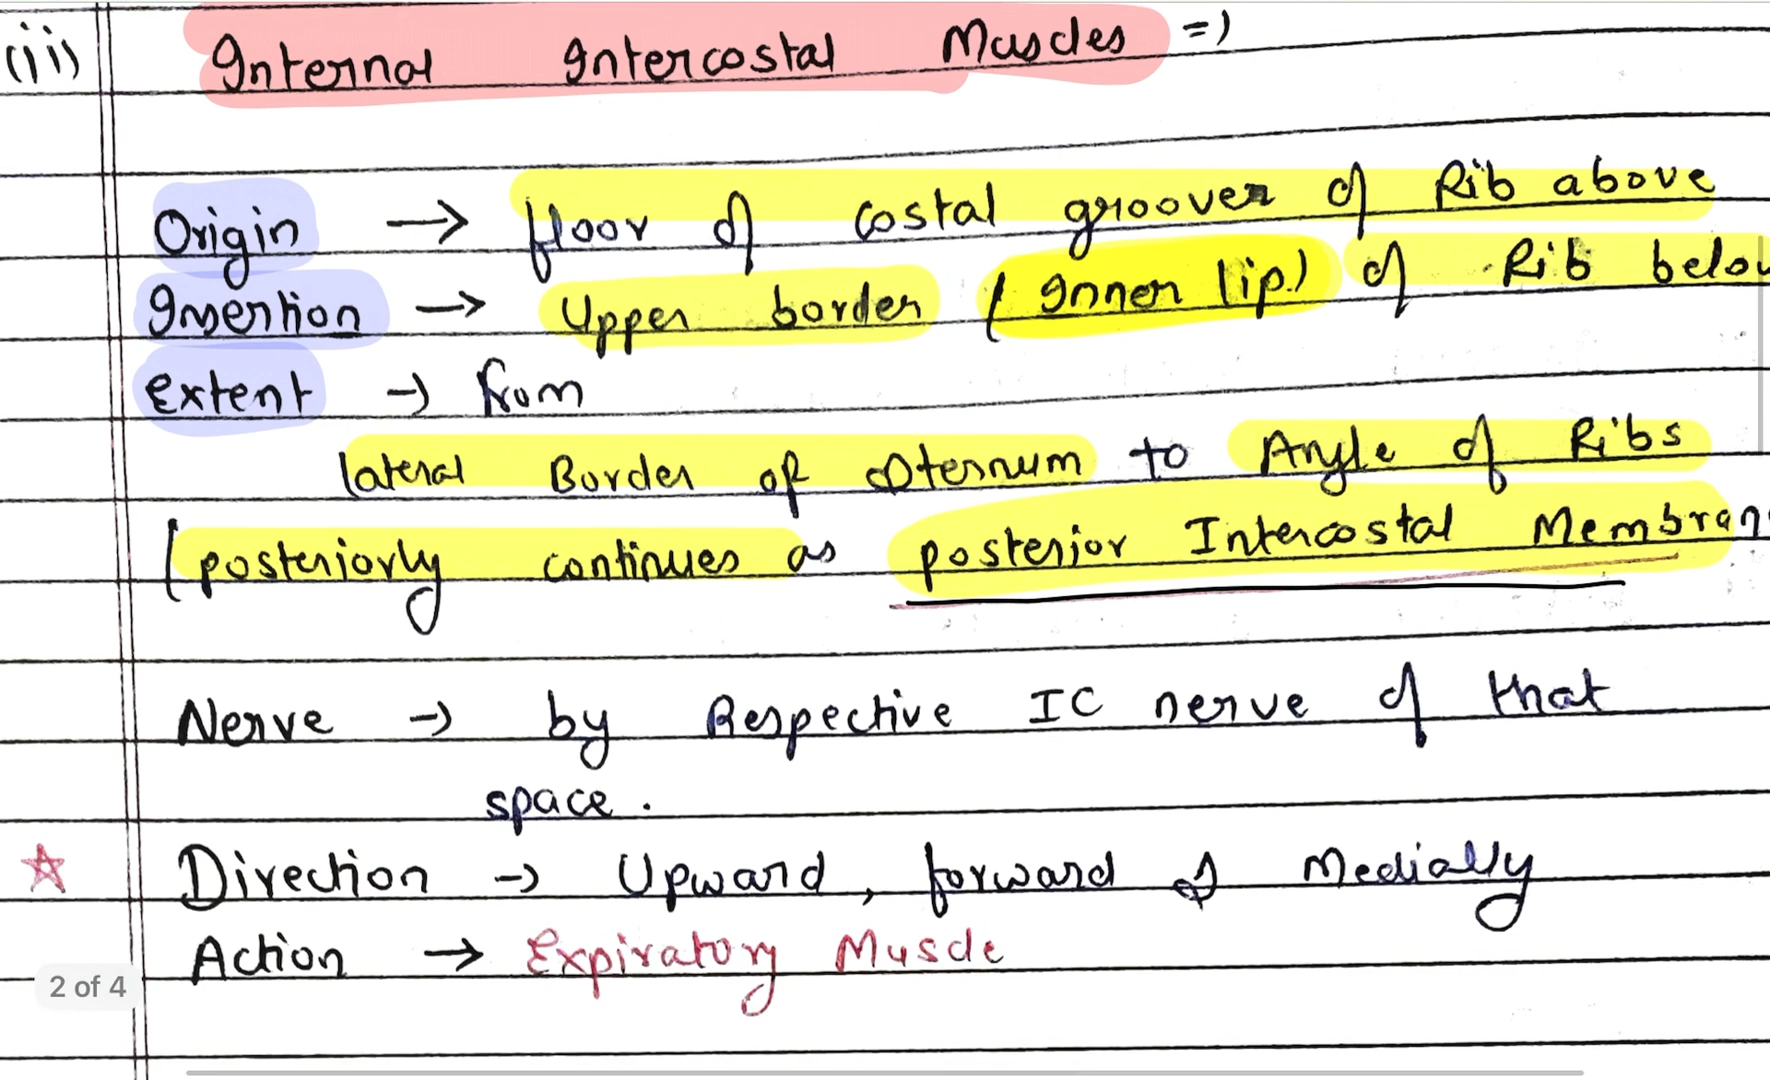 (ii) Internal Intercostal Muscles =)
Origin → floor of costal groover of Rib above
Insertion → Upper border (Inner lip) of Rib belo
Extent → from
lateral Border of Sternum to Angle of Ribs
(posteriorly continues as posterior Intercostal Membran
Nerve → by Respective IC nerve of that
space.
☆ Direction → Upward, forward & Medially
Action → Expiratory Muscle
2 of 4